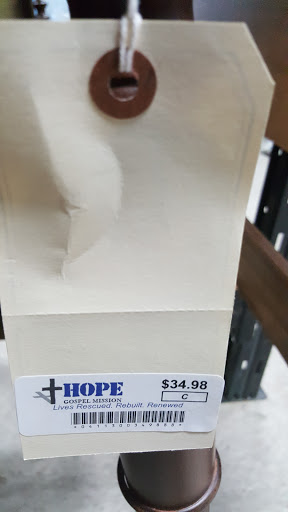 HOPE
GOSPEL MISSION
Lives Rescued. Rebuilt. Renewed.
$34.98
C